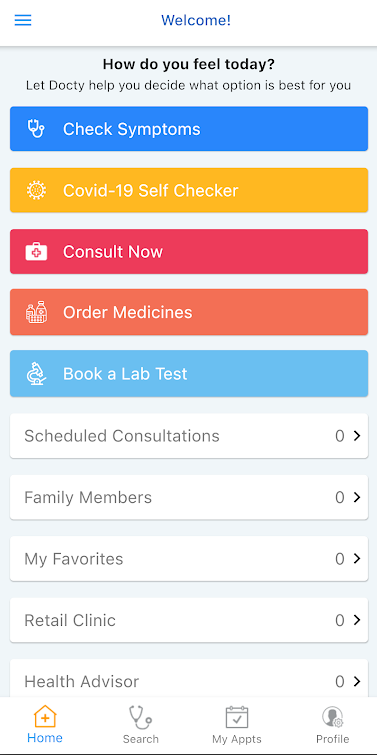 Welcome!
How do you feel today?
Let Docty help you decide what option is best for you
Check Symptoms
Covid-19 Self Checker
Consult Now
Order Medicines
Book a Lab Test
Scheduled Consultations 0
Family Members 0
My Favorites 0
Retail Clinic 0
Health Advisor 0
Home Search My Appts Profile